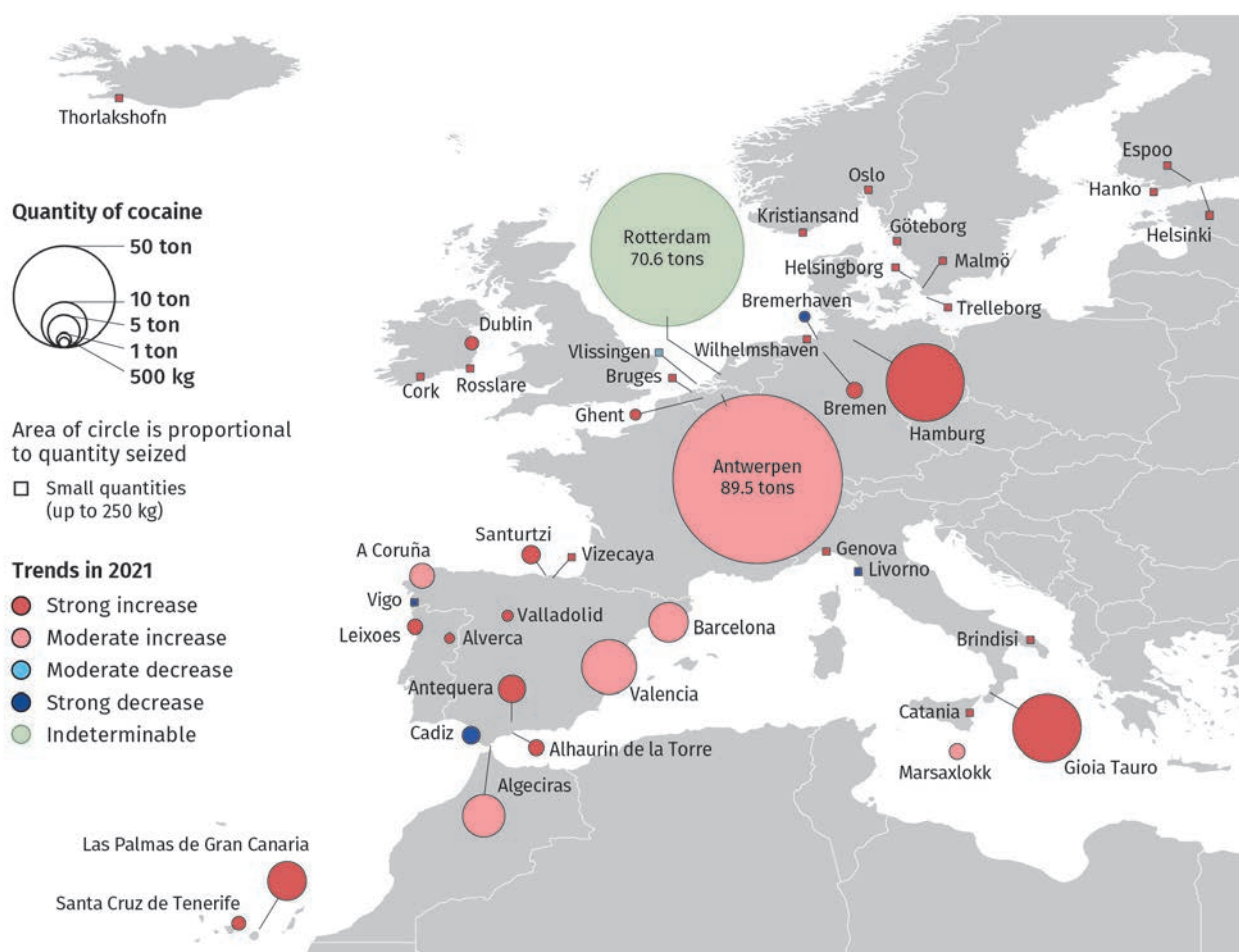 Thorlakshofn
Quantity of cocaine
50 ton
10 ton
5 ton
1 ton
500 kg
Area of circle is proportional
to quantity seized
Small quantities
(up to 250 kg)
Trends in 2021
Strong increase
Moderate increase
Moderate decrease
Strong decrease
Indeterminable
Espoo
Hanko
Helsinki
Oslo
Kristiansand
Göteborg
Helsingborg
Malmö
Trelleborg
Rotterdam
70.6 tons
Bremerhaven
Wilhelmshaven
Dublin
Vlissingen
Bruges
Cork
Rosslare
Ghent
Bremen
Hamburg
Antwerpen
89.5 tons
Santurtzi
Vizecaya
A Coruña
Vigo
Leixoes
Valladolid
Alverca
Barcelona
Genova
Livorno
Brindisi
Antequera
Valencia
Cadiz
Alhaurin de la Torre
Algeciras
Catania
Marsaxlokk
Gioia Tauro
Las Palmas de Gran Canaria
Santa Cruz de Tenerife